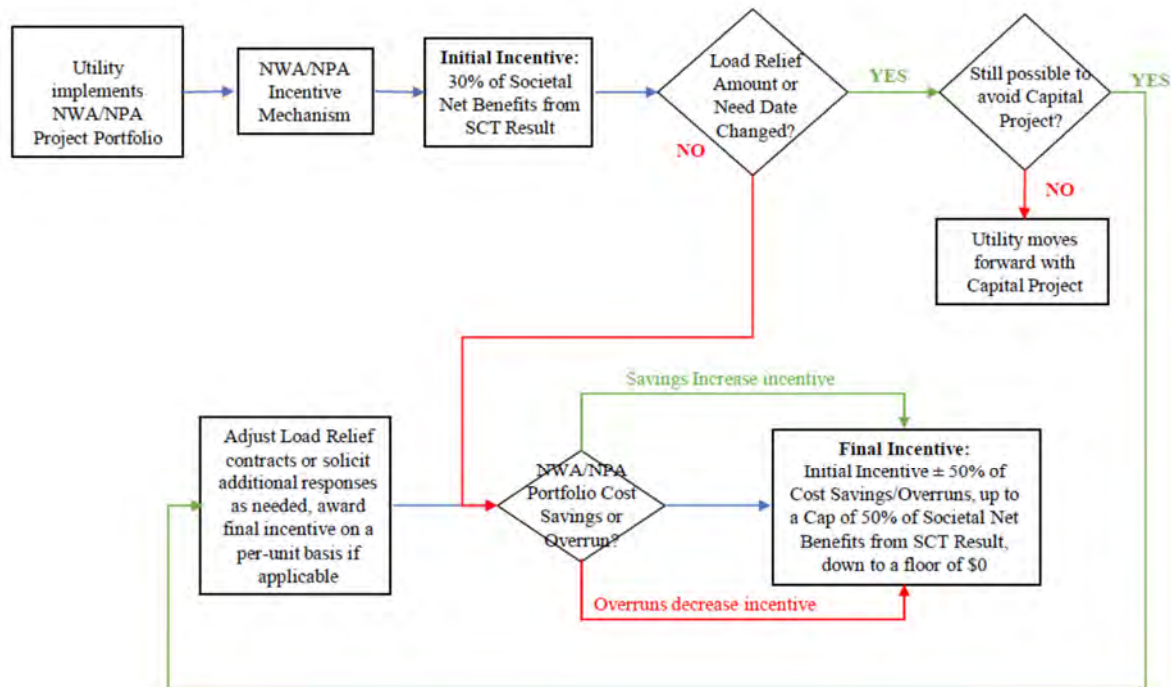 Utility
implements
NWA/NPA
Project Portfolio
NWA/NPA
Incentive
Mechanism
Initial Incentive:
30% of Societal
Net Benefits from
SCT Result
Load Relief
Amount or
Need Date
Changed?
YES
NO
Still possible to
avoid Capital
Project?
YES
NO
Utility moves
forward with
Capital Project
Savings Increase incentive
Adjust Load Relief
contracts or solicit
additional responses
as needed, award
final incentive on a
per-unit basis if
applicable
NWA/NPA
Portfolio Cost
Savings or
Overrun?
Final Incentive:
Initial Incentive ± 50% of
Cost Savings/Overruns, up to
a Cap of 50% of Societal Net
Benefits from SCT Result,
down to a floor of $0
Overruns decrease incentive